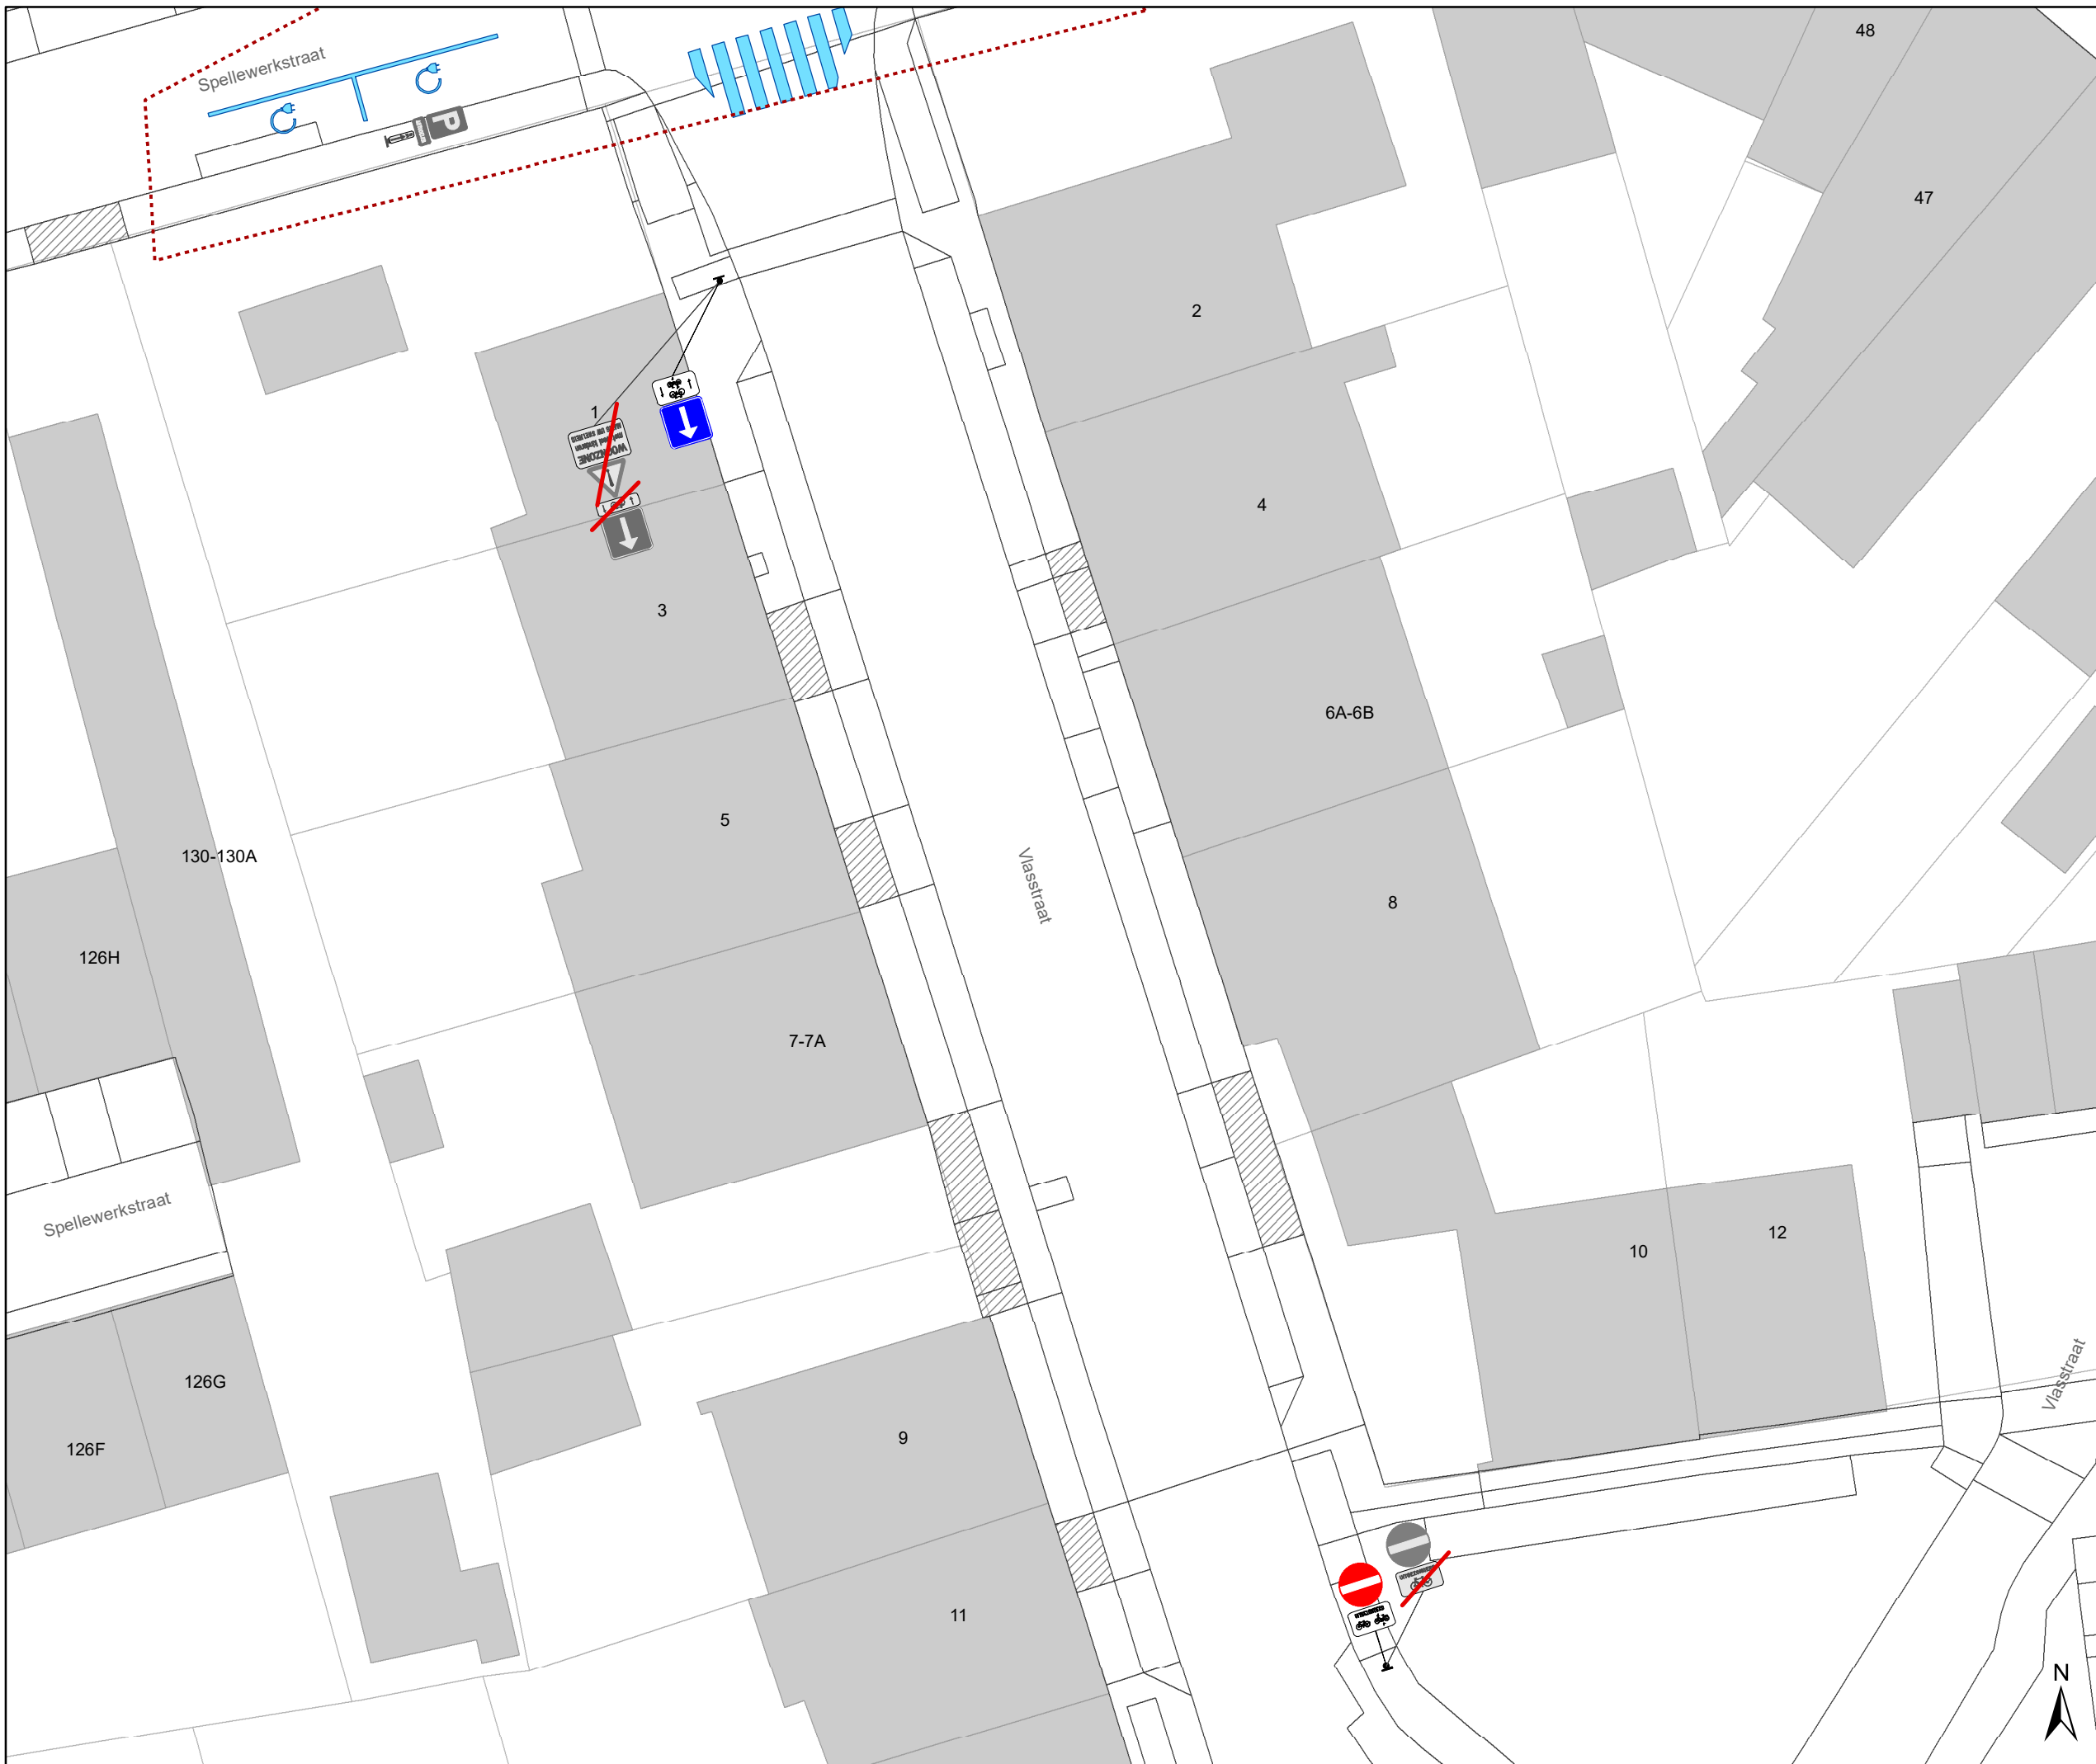 48
Spellewerkstraat
P
47
2
1
WOONZONE
4
3
6A-6B
5
130-130A
8
Vlasstraat
126H
7-7A
Spellewerkstraat
12
10
126G
Vlasstraat
9
126F
11
N